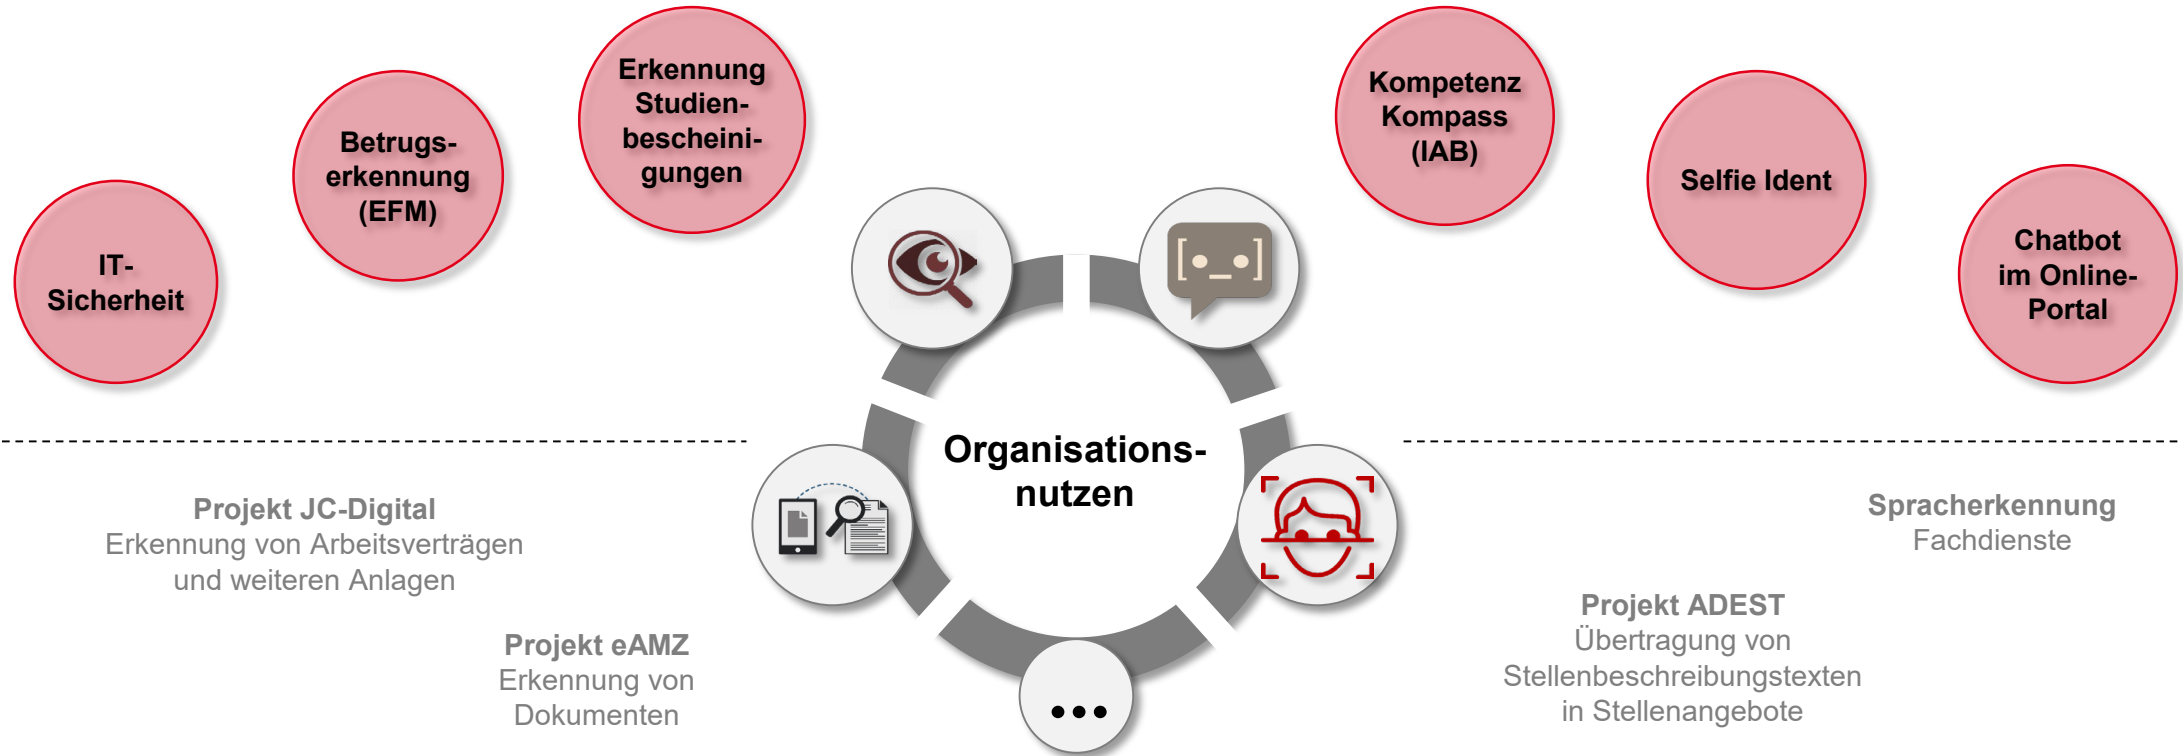 IT-
Sicherheit
Betrugs-
erkennung
(EFM)
Erkennung
Studien-
bescheini-
gungen
Kompetenz
Kompass
(IAB)
Selfie Ident
Chatbot
im Online-
Portal
[•_•]
Organisations-
nutzen
Projekt JC-Digital
Erkennung von Arbeitsverträgen
und weiteren Anlagen
Projekt eAMZ
Erkennung von
Dokumenten
...
Projekt ADEST
Übertragung von
Stellenbeschreibungstexten
in Stellenangebote
Spracherkennung
Fachdienste